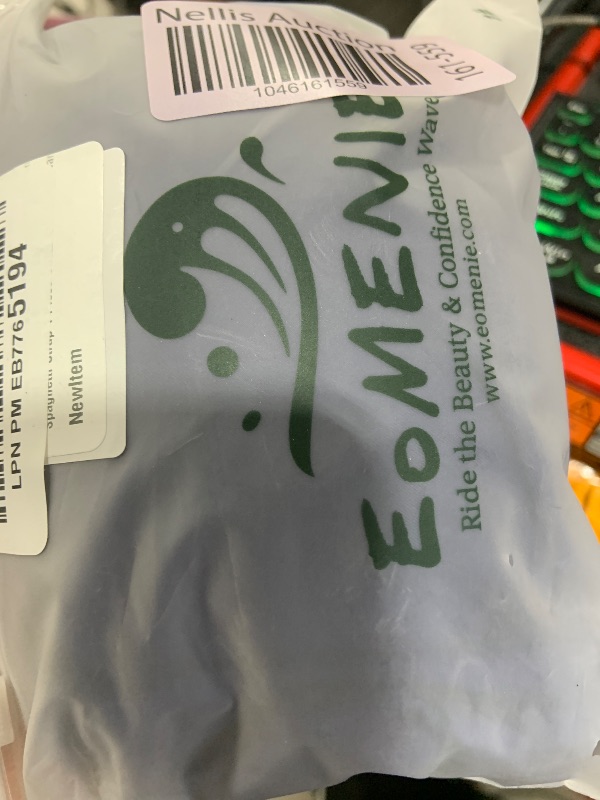 Nellis Auction
1046161559
161-559
EOMENIE
Ride the Beauty & Confidence Wave
www.eomenie.com
LPN PM EB7765194
NewItem